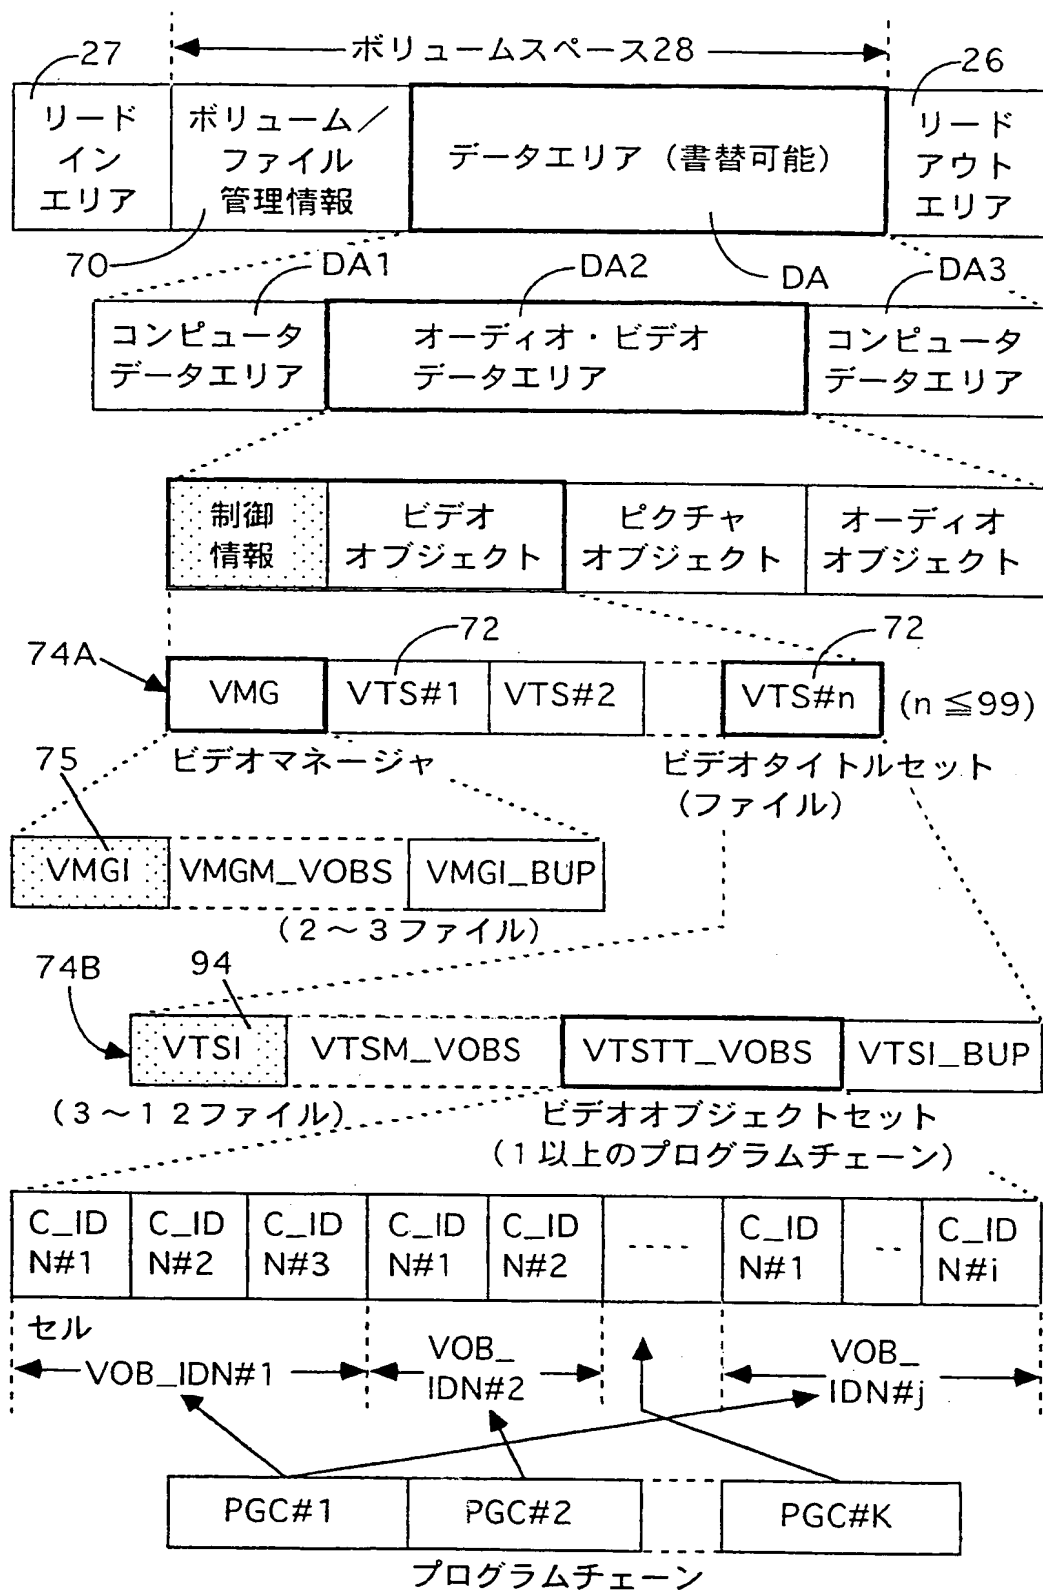 ボリュームスペース28
27
26
リード
イン
エリア
ボリューム／
ファイル
管理情報
データエリア（書替可能）
リード
アウト
エリア
70
DA1
DA2
DA
DA3
コンピュータ
データエリア
オーディオ・ビデオ
データエリア
コンピュータ
データエリア
制御
情報
ビデオ
オブジェクト
ピクチャ
オブジェクト
オーディオ
オブジェクト
74A
72
72
VMG
VTS#1
VTS#2
VTS#n
(n≦99)
75
ビデオマネージャ
ビデオタイトルセット
（ファイル）
VMGI
VMGM_VOBS
VMGI_BUP
（２～３ファイル）
74B
94
VTSI
VTSM_VOBS
VTSTT_VOBS
VTSI_BUP
（３～１２ファイル）
ビデオオブジェクトセット
（１以上のプログラムチェーン）
C_ID
N#1
C_ID
N#2
C_ID
N#3
C_ID
N#1
C_ID
N#2
----
C_ID
N#1
--
C_ID
N#i
セル
VOB_IDN#1
VOB_
IDN#2
VOB_
IDN#j
PGC#1
PGC#2
PGC#K
プログラムチェーン